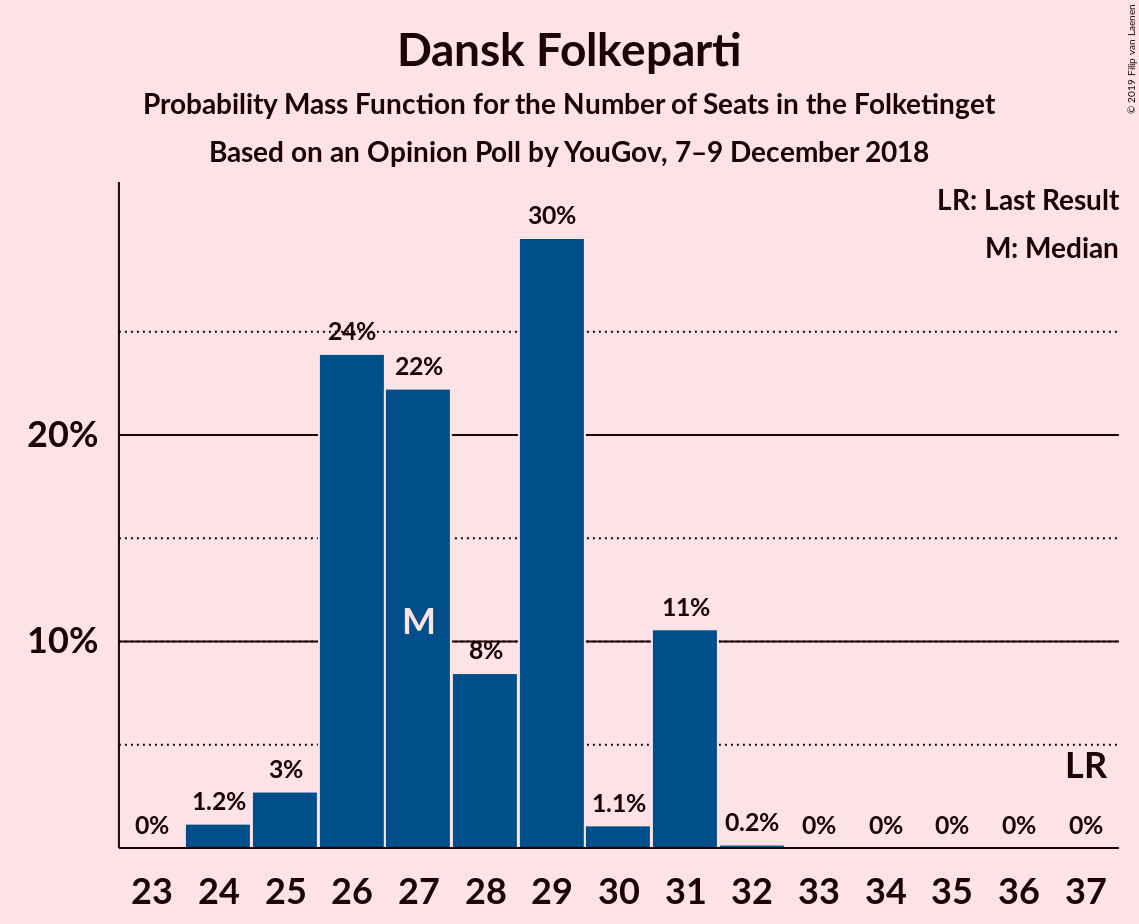 Dansk Folkeparti
Probability Mass Function for the Number of Seats in the Folketinget
Based on an Opinion Poll by YouGov, 7–9 December 2018
© 2019 Filip van Laenen
LR: Last Result
M: Median
30%
24%
22%
20%
M
11%
10%
8%
LR
3%
1.2%
1.1%
0.2%
0% 0% 0% 0% 0% 0%
23 24 25 26 27 28 29 30 31 32 33 34 35 36 37